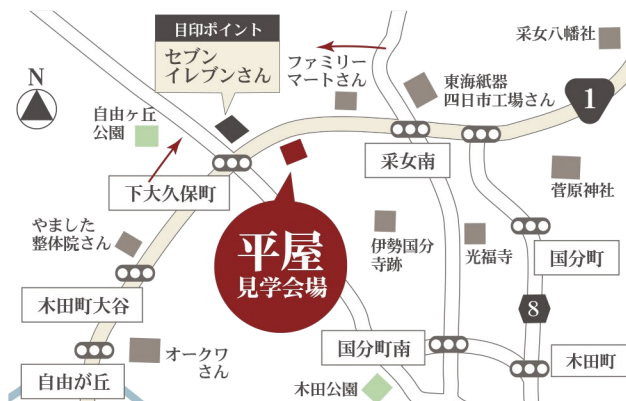 目印ポイント
セブン
イレブンさん
ファミリー
マートさん
采女八幡社
N
自由ヶ丘
公園
東海紙器
四日市工場さん
1
采女南
下大久保町
菅原神社
やました
整体院さん
平屋
見学会場
伊勢国分
寺跡
光福寺
国分町
木田町大谷
8
オークワ
さん
国分町南
木田町
自由が丘
木田公園